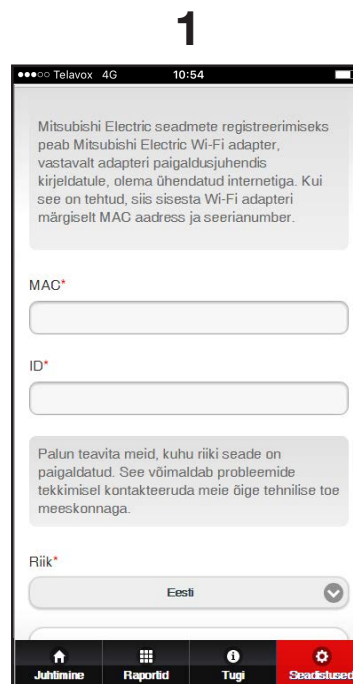 1
●●●○○ Telavox 4G 10:54
Mitsubishi Electric seadmete registreerimiseks
peab Mitsubishi Electric Wi-Fi adapter,
vastavalt adapteri paigaldusjuhendis
kirjeldatule, olema ühendatud internetiga. Kui
see on tehtud, siis sisesta Wi-Fi adapteri
märgiselt MAC aadress ja seerianumber.
MAC*
ID*
Palun teavita meid, kuhu riiki seade on
paigaldatud. See võimaldab probleemide
tekkimisel kontakteeruda meie õige tehnilise toe
meeskonnaga.
Riik*
Eesti
Juhtimine Raportid Tugi Seadistused